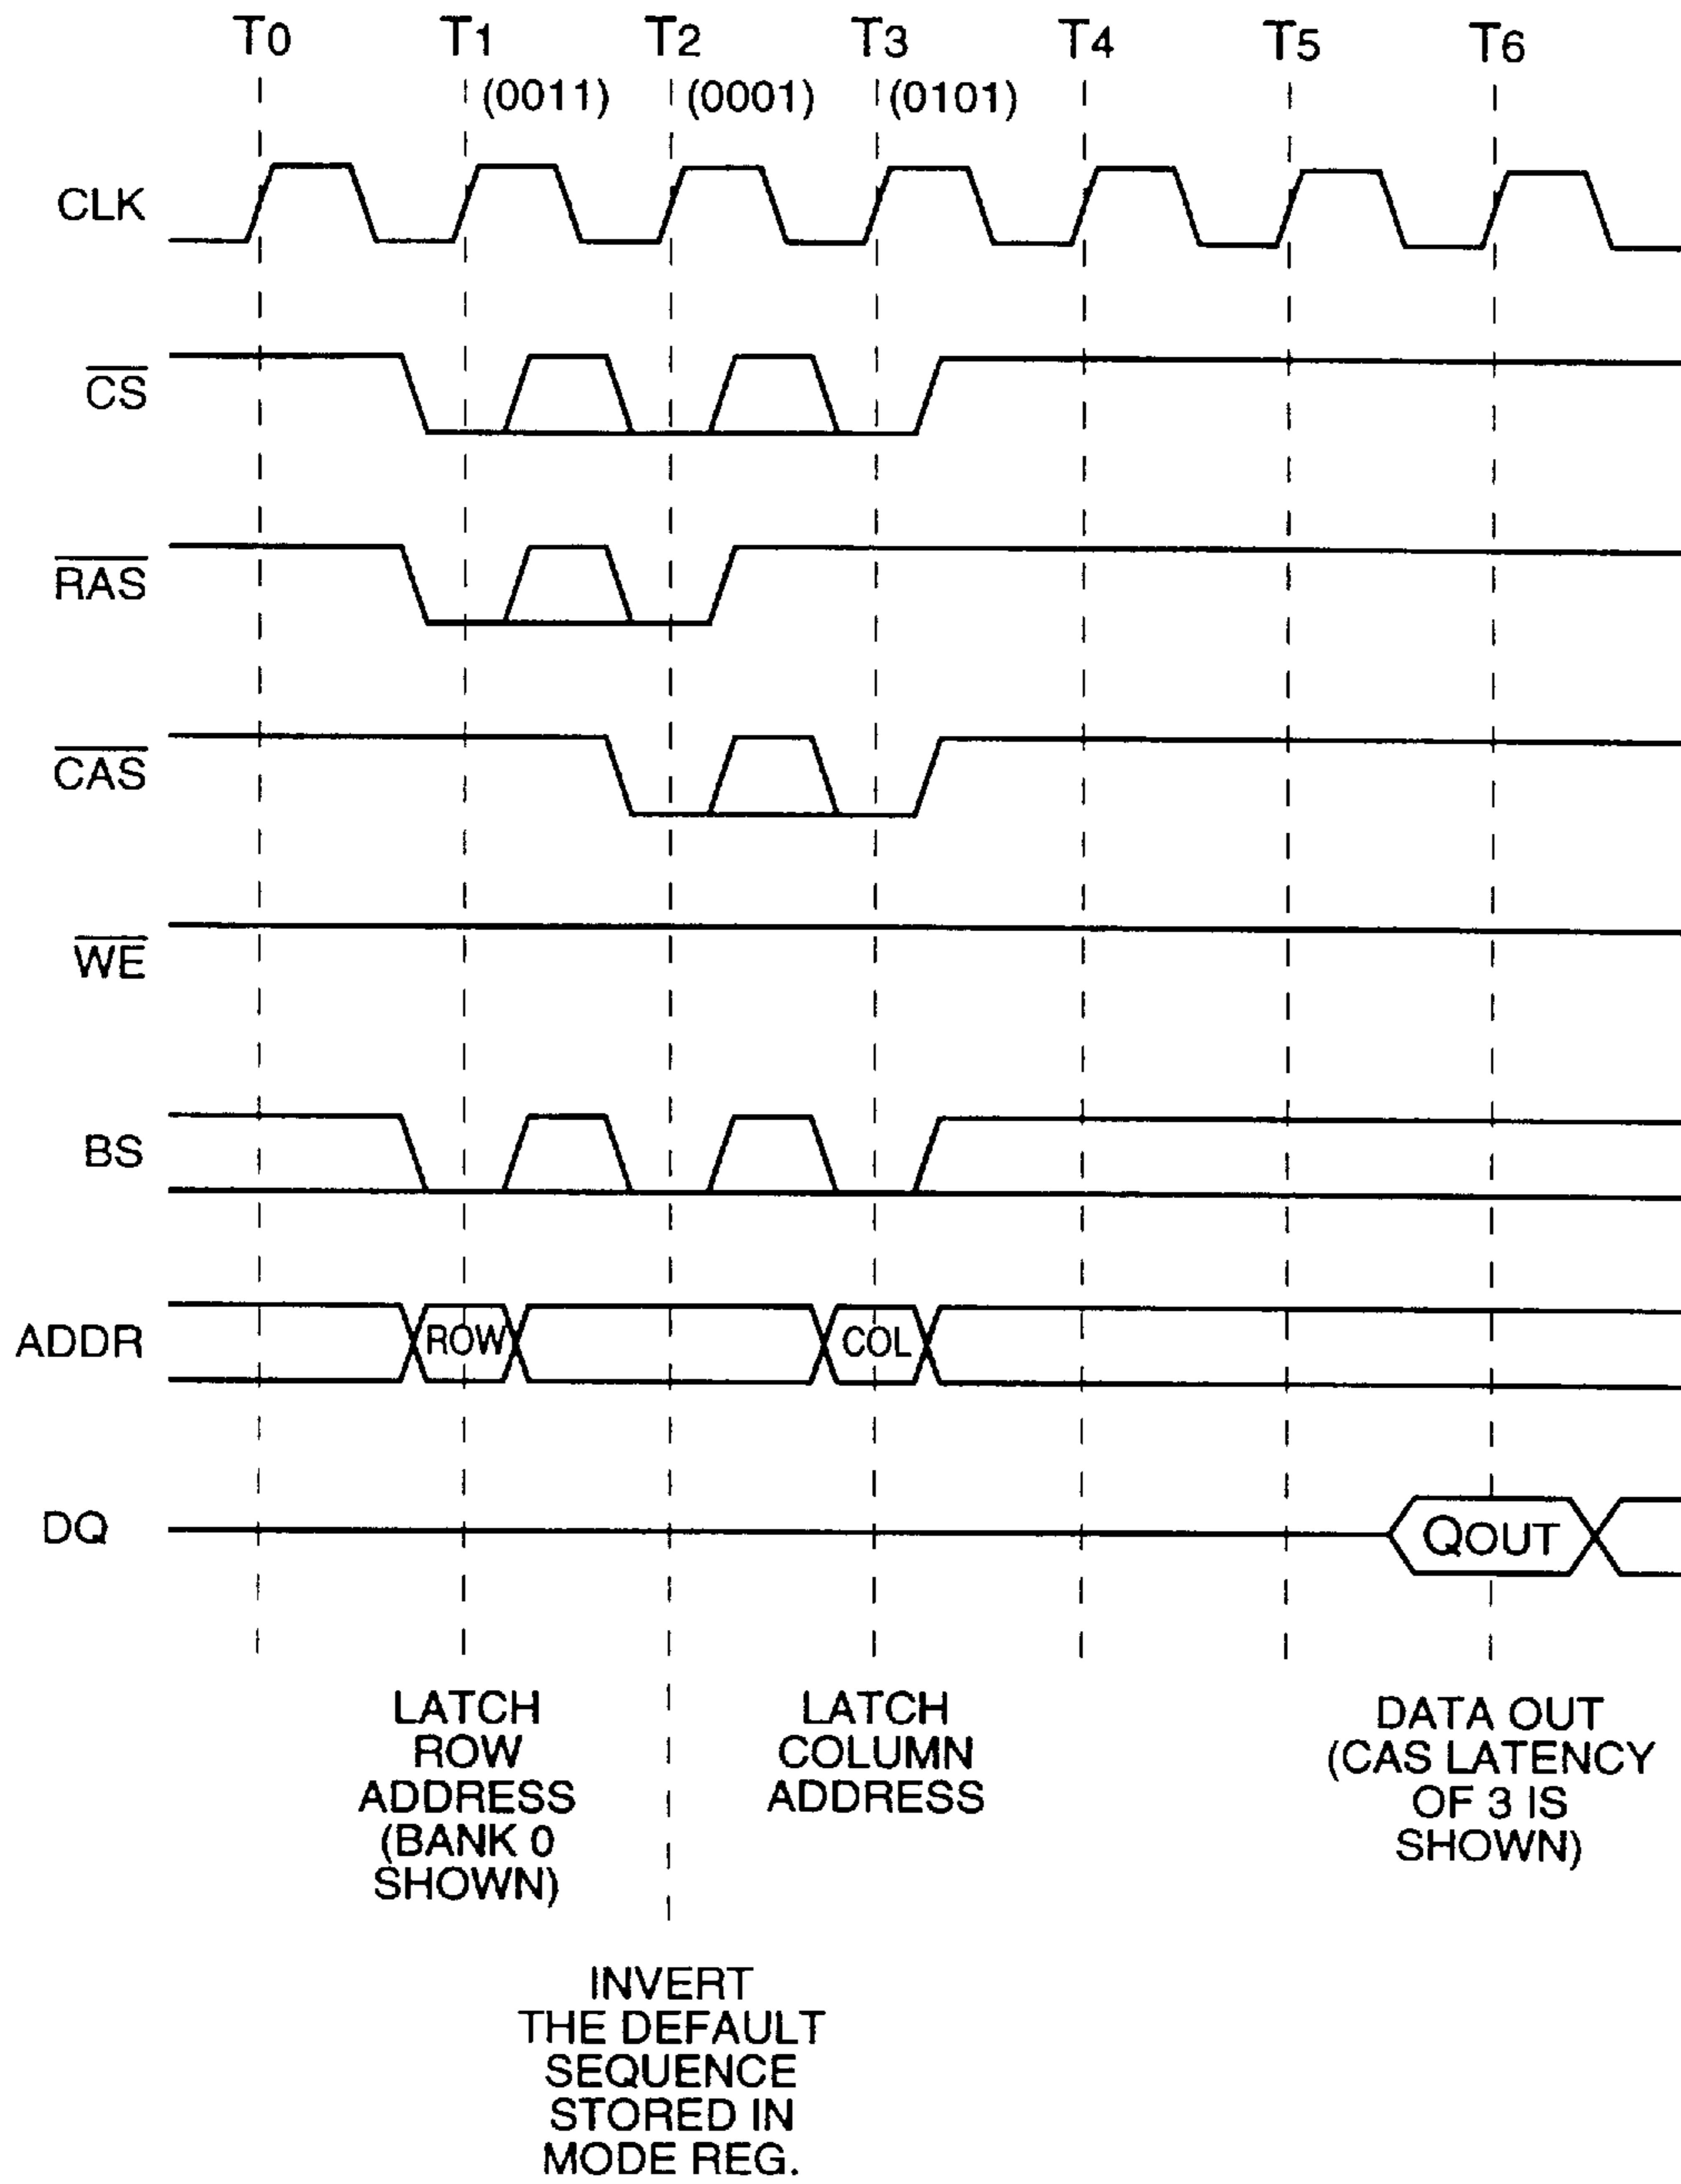 T0 T1 T2 T3 T4 T5 T6
(0011) (0001) (0101)
CLK
CS
RAS
CAS
WE
BS
ADDR ROW COL
DQ QOUT
LATCH
ROW
ADDRESS
(BANK 0
SHOWN)
LATCH
COLUMN
ADDRESS
DATA OUT
(CAS LATENCY
OF 3 IS
SHOWN)
INVERT
THE DEFAULT
SEQUENCE
STORED IN
MODE REG.